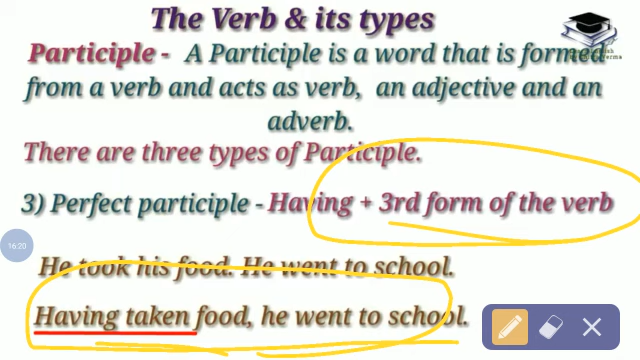 The Verb & its types
Participle - A Participle is a word that is formed
from a verb and acts as verb, an adjective and an
adverb.
There are three types of Participle.
3) Perfect participle - Having + 3rd form of the verb
16:20
He took his food. He went to school.
Having taken food, he went to school.